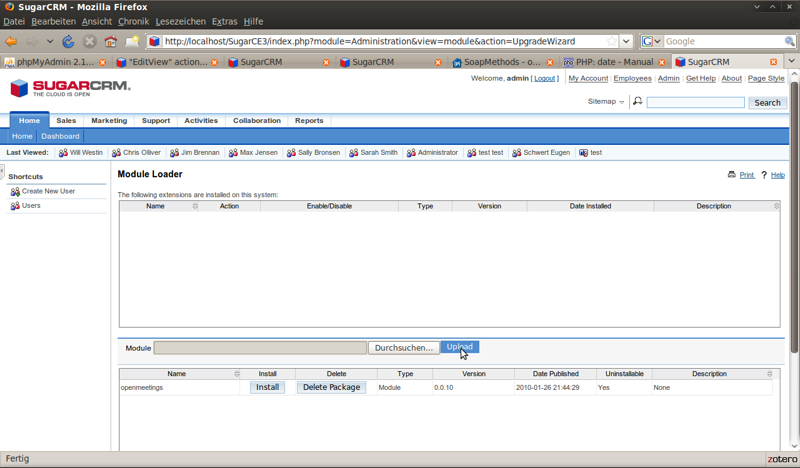 SugarCRM - Mozilla Firefox
Datei Bearbeiten Ansicht Chronik Lesezeichen Extras Hilfe
http://localhost/SugarCE3/index.php?module=Administration&view=module&action=UpgradeWizard
Google
phpMyAdmin 2.1... "EditView" action... SugarCRM SugarCRM SoapMethods - o... PHP: date - Manual SugarCRM
SUGARCRM.
THE CLOUD IS OPEN
Welcome, admin [ Logout ] My Account Employees Admin Get Help About Page Style
Sitemap Search
Home Sales Marketing Support Activities Collaboration Reports
Home Dashboard
Last Viewed: Will Westin Chris Olliver Jim Brennan Max Jensen Sally Bronsen Sarah Smith Administrator test test Schwert Eugen test
Shortcuts
Create New User
Users
Module Loader
Print ? Help
The following extensions are installed on this system:
Name Action Enable/Disable Type Version Date Installed Description
Module Durchsuchen... Upload
Name Install Delete Type Version Date Published Uninstallable Description
openmeetings Install Delete Package Module 0.0.10 2010-01-26 21:44:29 Yes None
Fertig
zotero